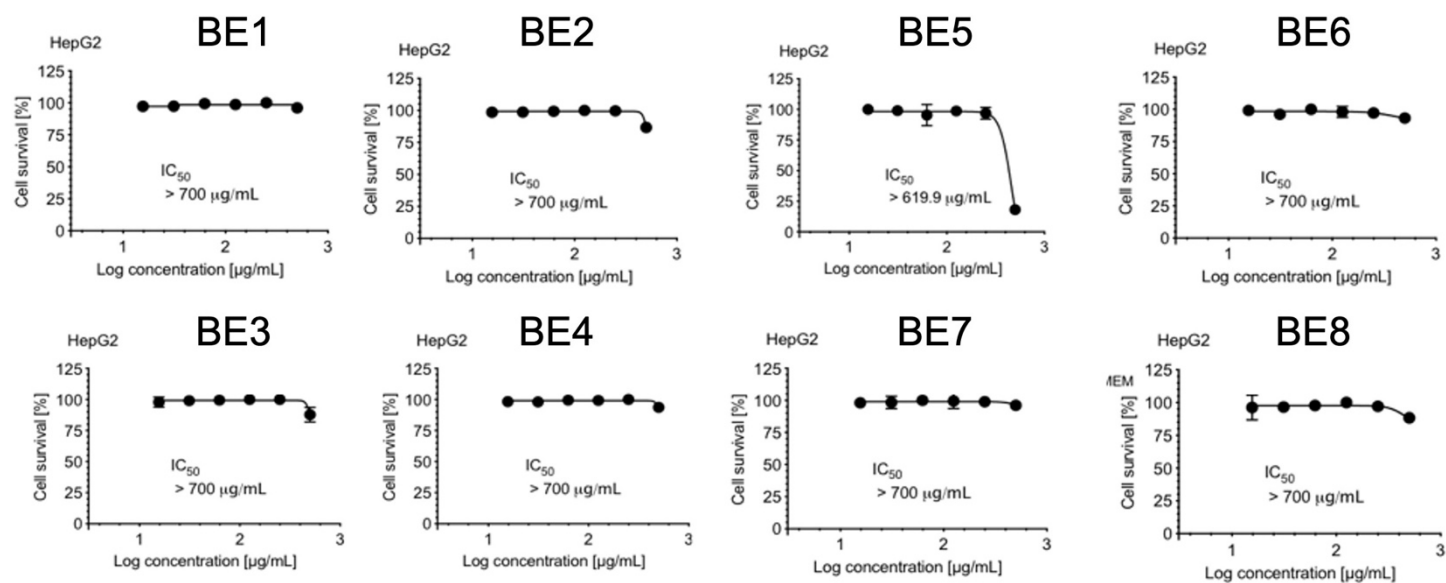 BE1
HepG2
125
100
75
50
25
0
Cell survival [%]
IC50
> 700 µg/mL
1
2
3
Log concentration [µg/mL]
BE2
HepG2
125
100
75
50
25
0
Cell survival [%]
IC50
> 700 µg/mL
1
2
3
Log concentration [µg/mL]
BE5
HepG2
125
100
75
50
25
0
Cell survival [%]
IC50
> 619.9 µg/mL
1
2
3
Log concentration [µg/mL]
BE6
HepG2
125
100
75
50
25
0
Cell survival [%]
IC50
> 700 µg/mL
1
2
3
Log concentration [µg/mL]
BE3
HepG2
125
100
75
50
25
0
Cell survival [%]
IC50
> 700 µg/mL
1
2
3
Log concentration [µg/mL]
BE4
HepG2
125
100
75
50
25
0
Cell survival [%]
IC50
> 700 µg/mL
1
2
3
Log concentration [µg/mL]
BE7
HepG2
125
100
75
50
25
0
Cell survival [%]
IC50
> 700 µg/mL
1
2
3
Log concentration [µg/mL]
BE8
HepG2
125
100
75
50
25
0
Cell survival [%]
IC50
> 700 µg/mL
1
2
3
Log concentration [µg/mL]